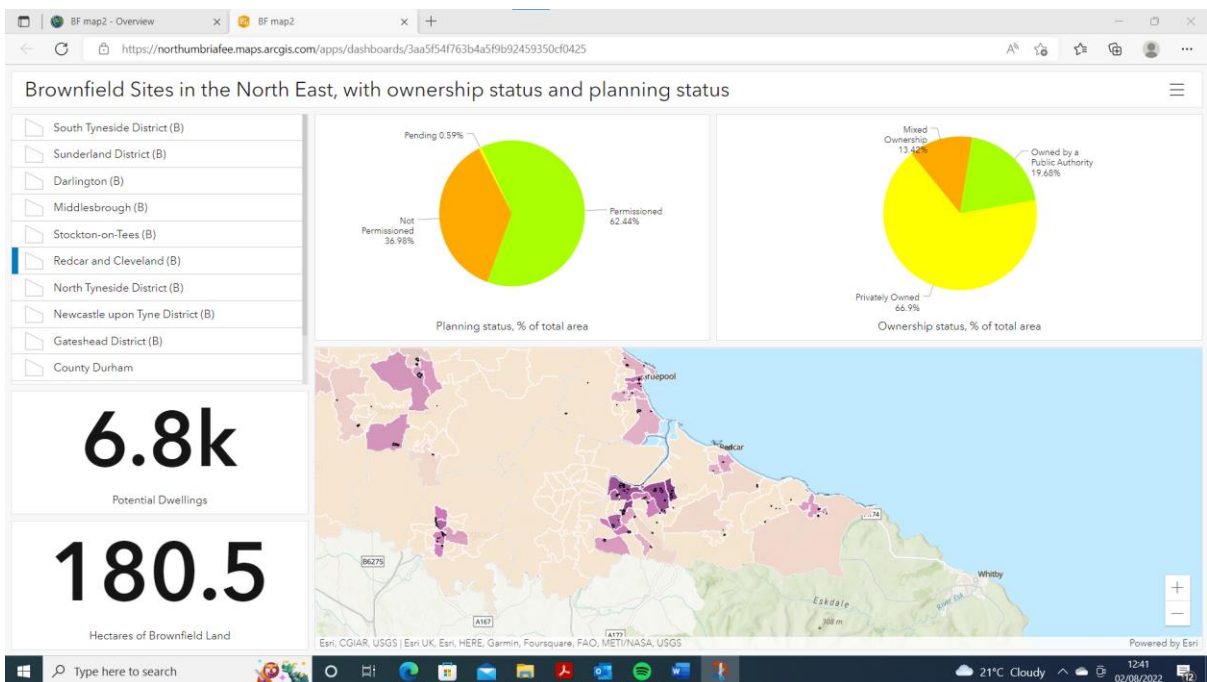 BF map2 - Overview
BF map2
https://northumbriafee.maps.arcgis.com/apps/dashboards/3aa5f54f763b4a5f9b92459350cf0425
Brownfield Sites in the North East, with ownership status and planning status
South Tyneside District (B)
Sunderland District (B)
Darlington (B)
Middlesbrough (B)
Stockton-on-Tees (B)
Redcar and Cleveland (B)
North Tyneside District (B)
Newcastle upon Tyne District (B)
Gateshead District (B)
County Durham
Pending 0.59%
Permissioned
62.44%
Not
Permissioned
36.98%
Planning status, % of total area
Mixed
Ownership
13.42%
Owned by a
Public Authority
19.68%
Privately Owned
66.9%
Ownership status, % of total area
6.8k
Potential Dwellings
180.5
Hectares of Brownfield Land
Redcar
B6275
Whitby
Eskdale
River Esk
A167
A172
Esri, CGIAR, USGS | Esri UK, Esri, HERE, Garmin, Foursquare, FAO, METI/NASA, USGS
Powered by Esri
Type here to search
21°C Cloudy
12:41
02/08/2022
12